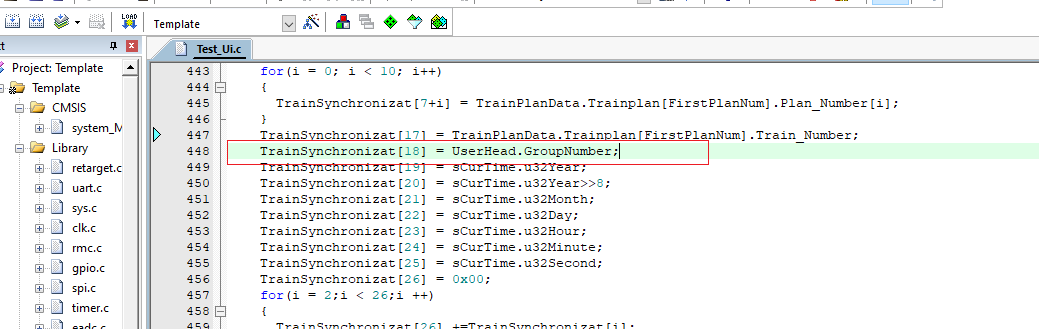 LOAD
Template
ct
Test_Ui.c
Project: Template
Template
CMSIS
system_M
Library
retarget.c
uart.c
sys.c
clk.c
rmc.c
gpio.c
spi.c
timer.c
eadc.c
443 for(i = 0; i < 10; i++)
444 {
445 TrainSynchronizat[7+i] = TrainPlanData.Trainplan[FirstPlanNum].Plan_Number[i];
446 }
447 TrainSynchronizat[17] = TrainPlanData.Trainplan[FirstPlanNum].Train_Number;
448 TrainSynchronizat[18] = UserHead.GroupNumber;
449 TrainSynchronizat[19] = sCurTime.u32Year;
450 TrainSynchronizat[20] = sCurTime.u32Year>>8;
451 TrainSynchronizat[21] = sCurTime.u32Month;
452 TrainSynchronizat[22] = sCurTime.u32Day;
453 TrainSynchronizat[23] = sCurTime.u32Hour;
454 TrainSynchronizat[24] = sCurTime.u32Minute;
455 TrainSynchronizat[25] = sCurTime.u32Second;
456 TrainSynchronizat[26] = 0x00;
457 for(i = 2;i < 26;i ++)
458 {
459 TrainSynchronizat[26] +=TrainSynchronizat[i];